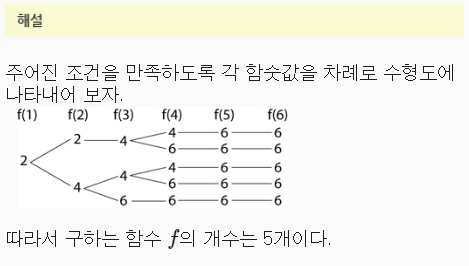 해설
주어진 조건을 만족하도록 각 함숫값을 차례로 수형도에
나타내어 보자.
f(1) f(2) f(3) f(4) f(5) f(6)
4 6 6
2 4
6 6 6
2
4 6 6
4
6 6 6
4
6 6 6 6
따라서 구하는 함수 f의 개수는 5개이다.